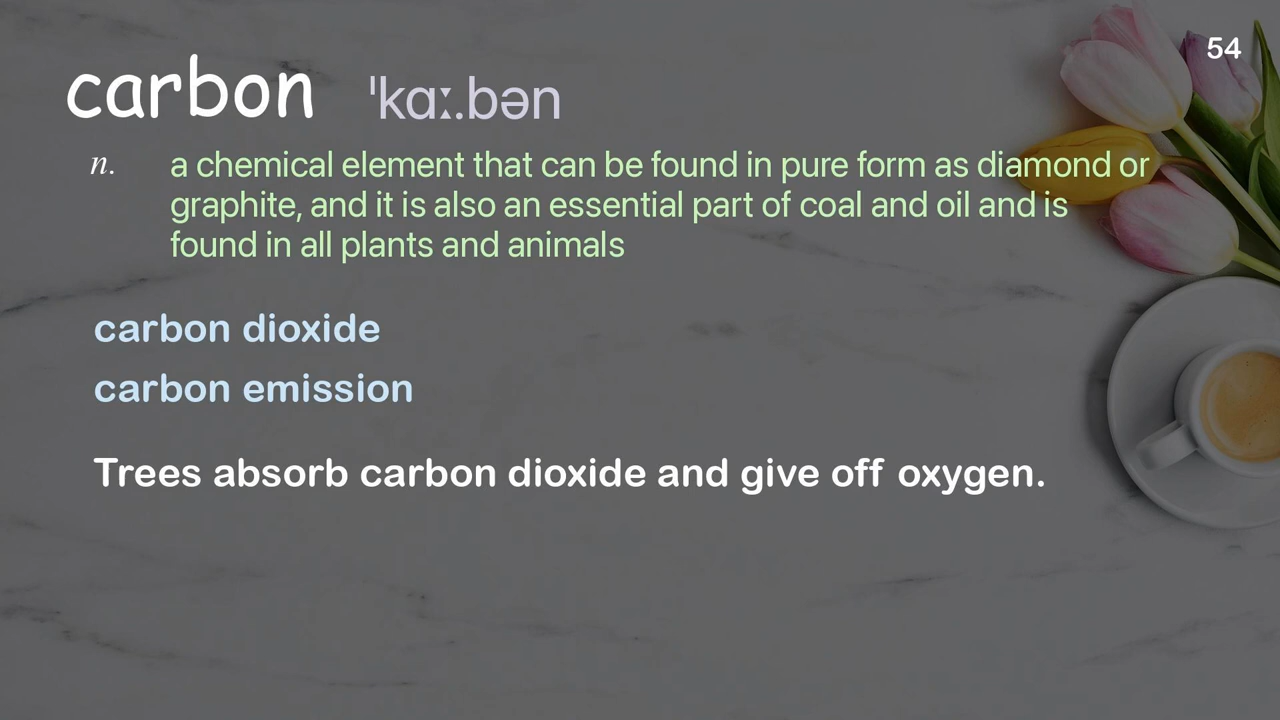 54
carbon ˈkɑː.bən
n. a chemical element that can be found in pure form as diamond or
graphite, and it is also an essential part of coal and oil and is
found in all plants and animals
carbon dioxide
carbon emission
Trees absorb carbon dioxide and give off oxygen.